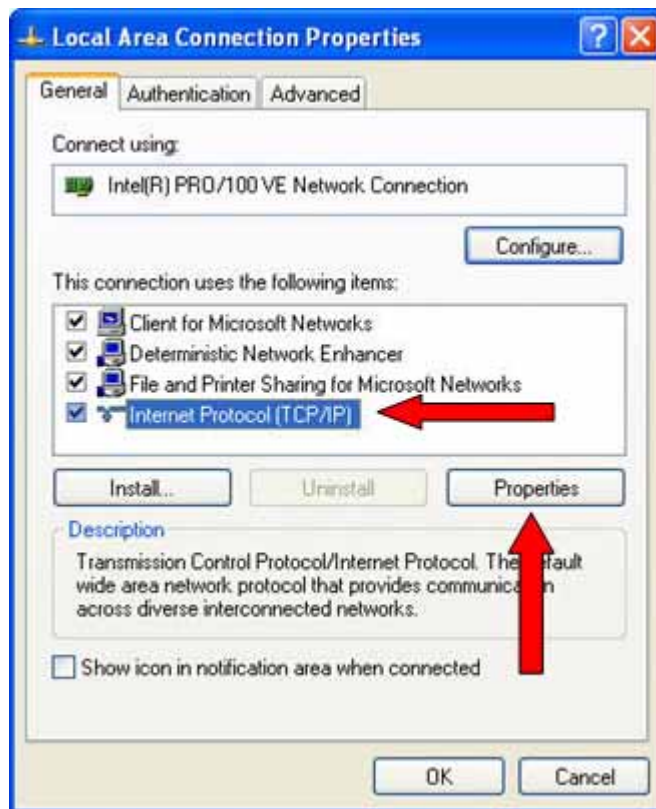 Local Area Connection Properties
General Authentication Advanced
Connect using:
Intel(R) PRO/100 VE Network Connection
Configure...
This connection uses the following items:
Client for Microsoft Networks
Deterministic Network Enhancer
File and Printer Sharing for Microsoft Networks
Internet Protocol (TCP/IP)
Install... Uninstall Properties
Description
Transmission Control Protocol/Internet Protocol. The default
wide area network protocol that provides communication
across diverse interconnected networks.
Show icon in notification area when connected
OK Cancel